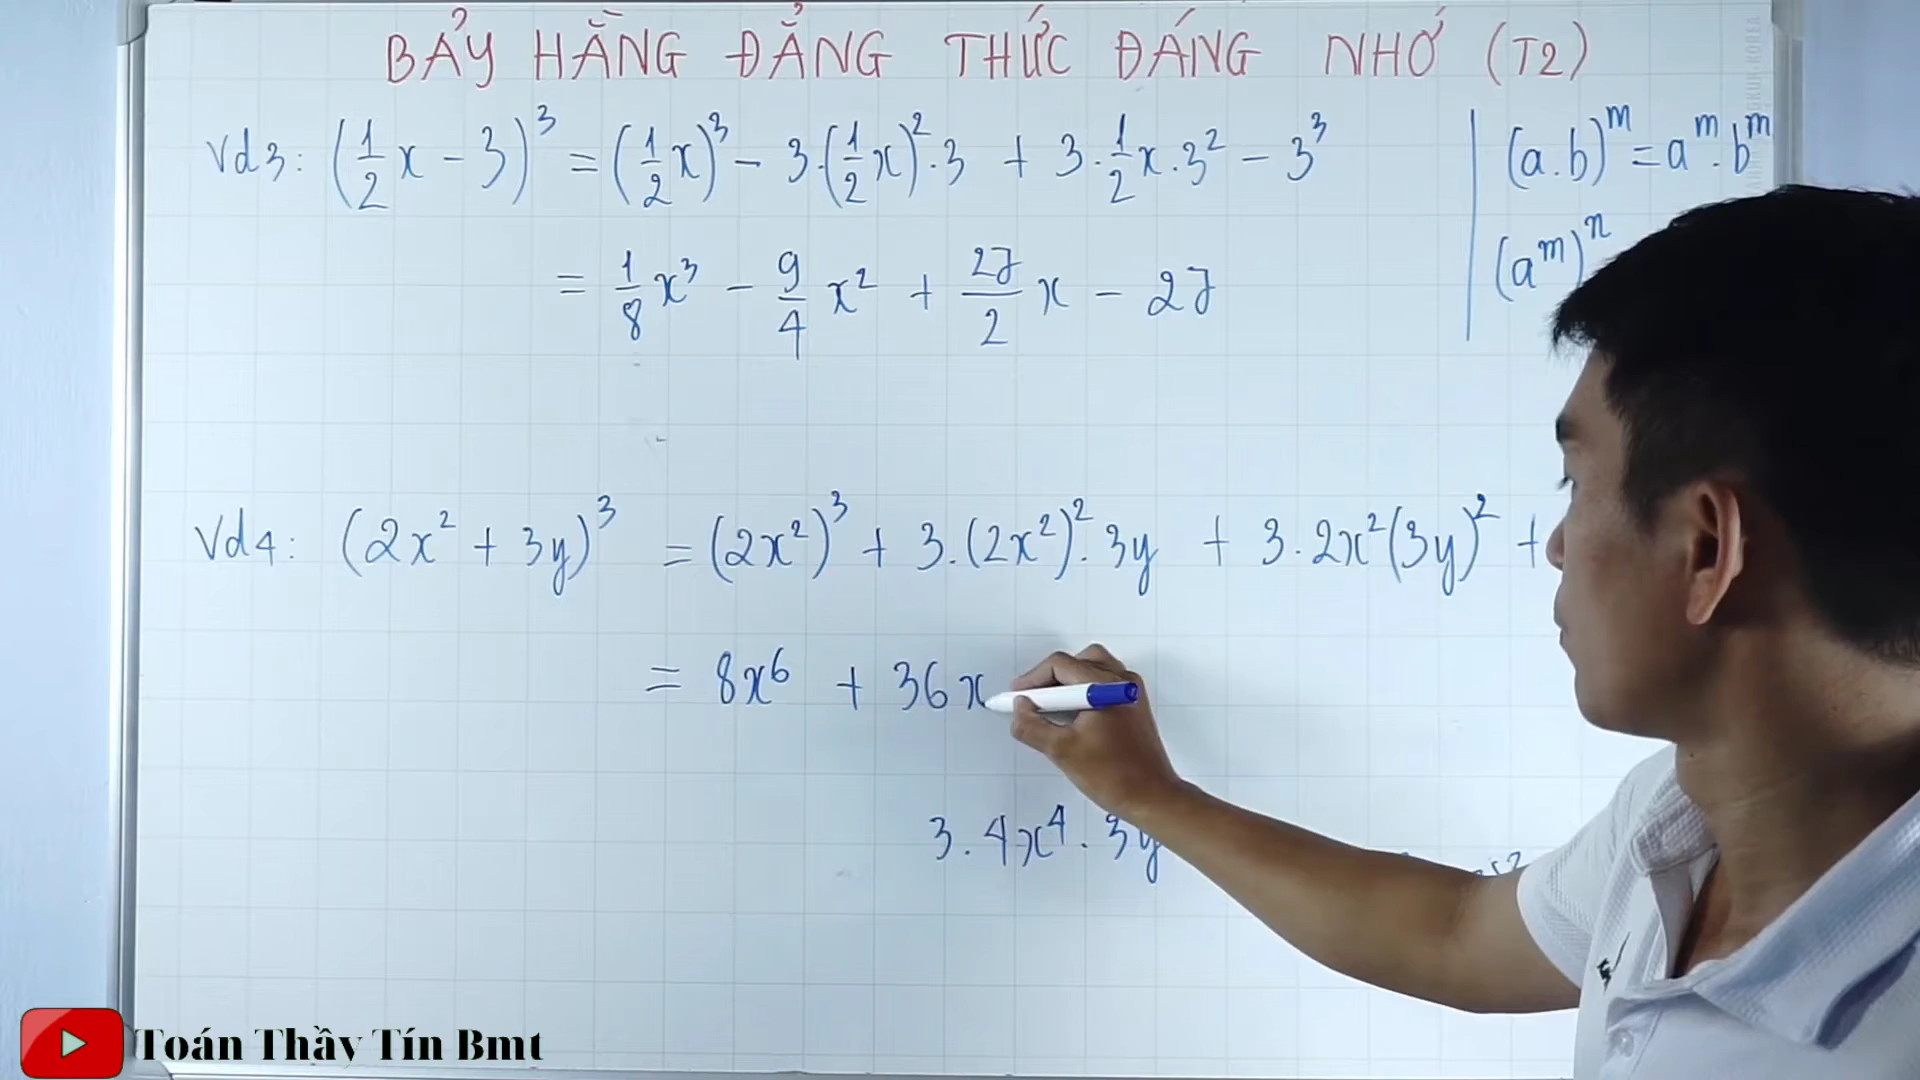 BẢY HẰNG ĐẲNG THỨC ĐÁNG NHỚ (T2)
Vd3: (1/2 x - 3)³ = (1/2 x)³ - 3.(1/2 x)².3 + 3.1/2 x.3² - 3³
= 1/8 x³ - 9/4 x² + 27/2 x - 27
(a.b)ᵐ = aᵐ.bᵐ
(aᵐ)ⁿ
Vd4: (2x² + 3y)³ = (2x²)³ + 3.(2x²)².3y + 3.2x²(3y)² +
= 8x⁶ + 36x
3.4x⁴.3y
Toán Thầy Tín Bmt